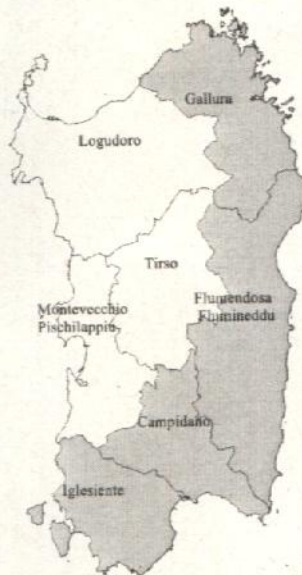 Gallura
Logudoro
Tirso
Montevecchio
Pischilappiu
Flumendosa
Flumineddu
Campidano
Iglesiente